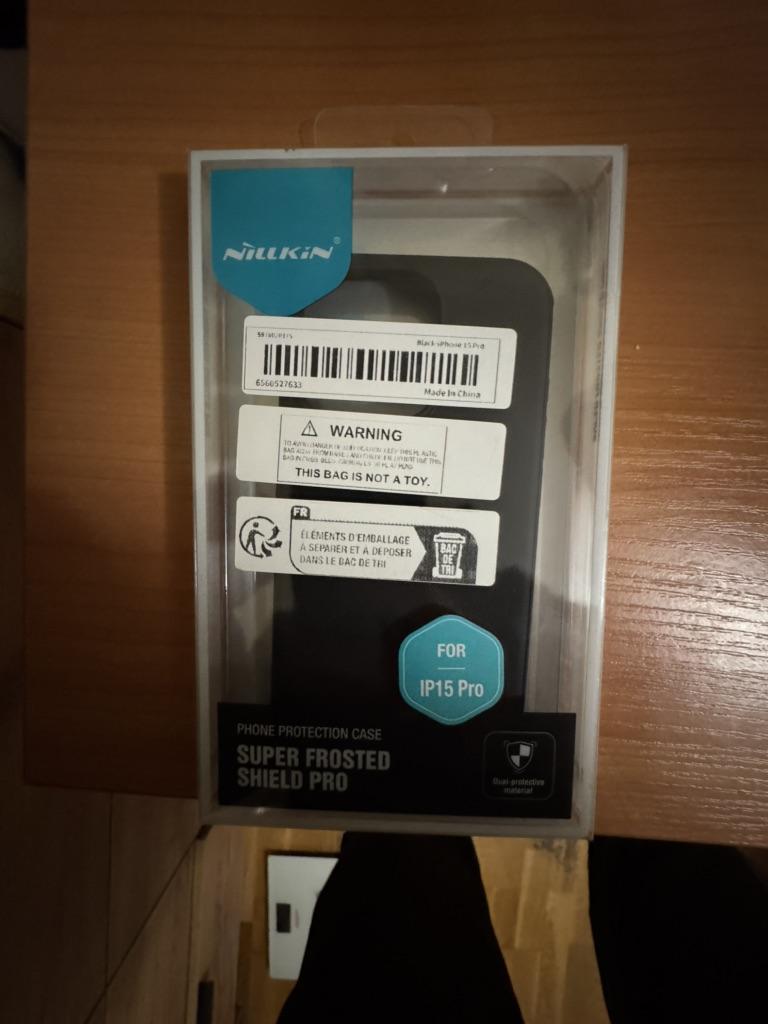 NiLLKiN®
Black-iPhone 15 Pro
6560527633
Made In China
WARNING
THIS BAG IS NOT A TOY.
FR
ÉLÉMENTS D'EMBALLAGE
À SÉPARER ET À DÉPOSER
DANS LE BAC DE TRI
BAC
DE
TRI
FOR
IP15 Pro
PHONE PROTECTION CASE
SUPER FROSTED
SHIELD PRO
Dual-protective
material